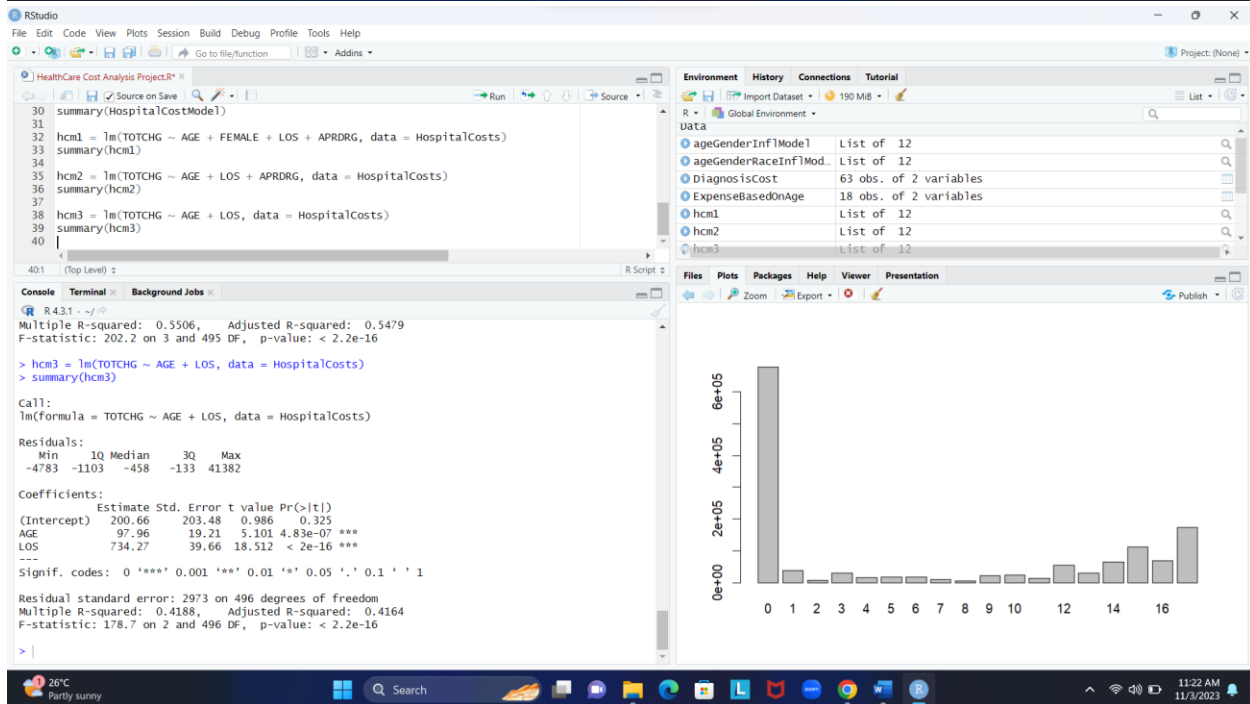 RStudio
File Edit Code View Plots Session Build Debug Profile Tools Help
Go to file/function Addins Project: (None)
HealthCare Cost Analysis Project.R*
Source on Save Run Source
30 summary(HospitalCostModel)
31
32 hcm1 = lm(TOTCHG ~ AGE + FEMALE + LOS + APRDRG, data = HospitalCosts)
33 summary(hcm1)
34
35 hcm2 = lm(TOTCHG ~ AGE + LOS + APRDRG, data = HospitalCosts)
36 summary(hcm2)
37
38 hcm3 = lm(TOTCHG ~ AGE + LOS, data = HospitalCosts)
39 summary(hcm3)
40
40:1 (Top Level) R Script
Console Terminal Background Jobs
R 4.3.1 · ~/
Multiple R-squared: 0.5506, Adjusted R-squared: 0.5479
F-statistic: 202.2 on 3 and 495 DF, p-value: < 2.2e-16
> hcm3 = lm(TOTCHG ~ AGE + LOS, data = HospitalCosts)
> summary(hcm3)
Call:
lm(formula = TOTCHG ~ AGE + LOS, data = HospitalCosts)
Residuals:
Min 1Q Median 3Q Max
-4783 -1103 -458 -133 41382
Coefficients:
Estimate Std. Error t value Pr(>|t|)
(Intercept) 200.66 203.48 0.986 0.325
AGE 97.96 19.21 5.101 4.83e-07 ***
LOS 734.27 39.66 18.512 < 2e-16 ***
---
Signif. codes: 0 ‘***’ 0.001 ‘**’ 0.01 ‘*’ 0.05 ‘.’ 0.1 ‘ ’ 1
Residual standard error: 2973 on 496 degrees of freedom
Multiple R-squared: 0.4188, Adjusted R-squared: 0.4164
F-statistic: 178.7 on 2 and 496 DF, p-value: < 2.2e-16
>
Environment History Connections Tutorial
Import Dataset 190 MiB List
R Global Environment
Data
ageGenderInflModel List of 12
ageGenderRaceInflMod… List of 12
DiagnosisCost 63 obs. of 2 variables
ExpenseBasedOnAge 18 obs. of 2 variables
hcm1 List of 12
hcm2 List of 12
hcm3 List of 12
Files Plots Packages Help Viewer Presentation
Zoom Export Publish
6e+05
4e+05
2e+05
0e+00
0 1 2 3 4 5 6 7 8 9 10 12 14 16
1
26°C
Partly sunny
Search
L
zoom
R
11:22 AM
11/3/2023